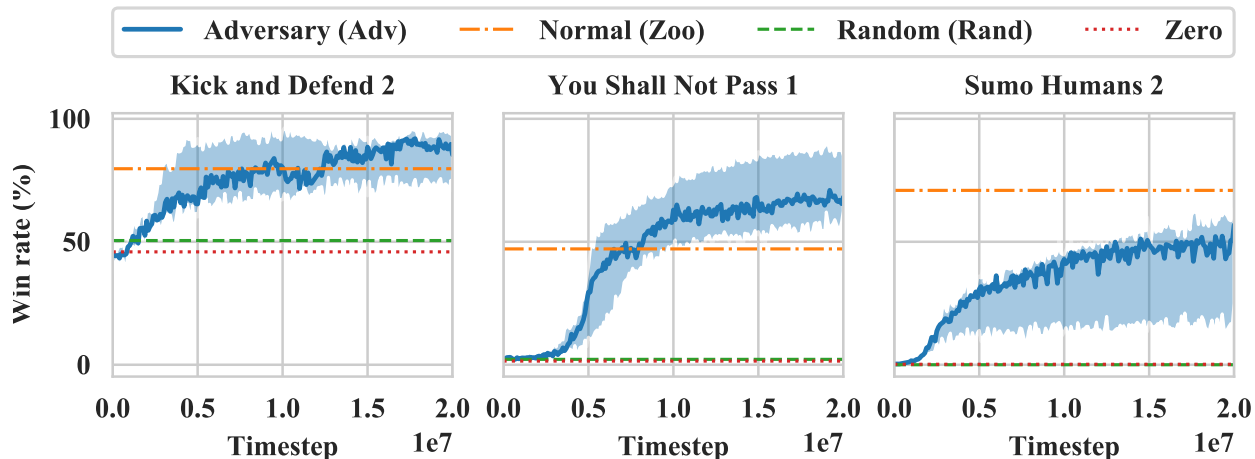 Adversary (Adv) Normal (Zoo) Random (Rand) Zero
Kick and Defend 2 You Shall Not Pass 1 Sumo Humans 2
100
50
0
Win rate (%)
0.0 0.5 1.0 1.5 2.0 0.0 0.5 1.0 1.5 2.0 0.0 0.5 1.0 1.5 2.0
Timestep 1e7 Timestep 1e7 Timestep 1e7